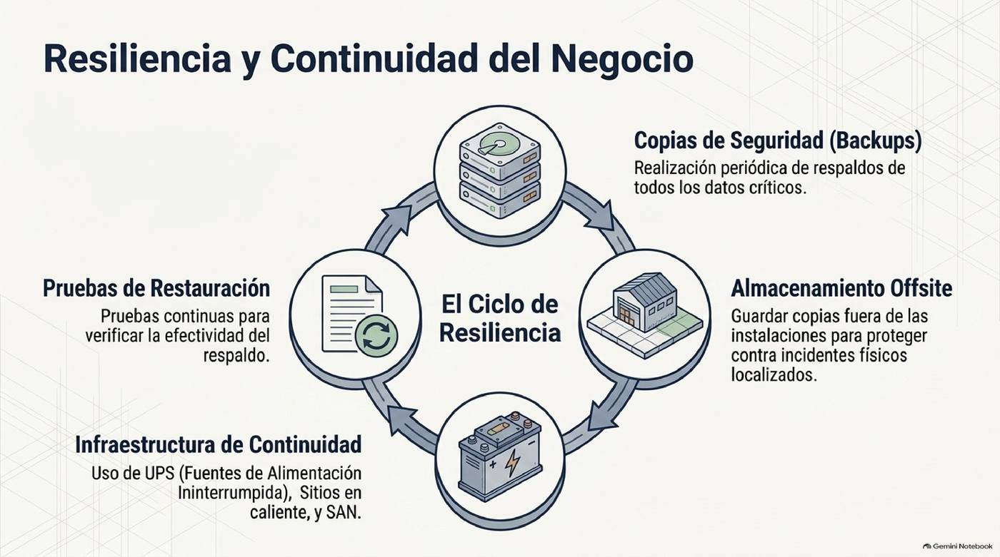 Resiliencia y Continuidad del Negocio
Copias de Seguridad (Backups)
Realización periódica de respaldos de
todos los datos críticos.
Almacenamiento Offsite
Guardar copias fuera de las
instalaciones para proteger
contra incidentes físicos
localizados.
Infraestructura de Continuidad
Uso de UPS (Fuentes de Alimentación
Ininterrumpida), Sitios en
caliente, y SAN.
Pruebas de Restauración
Pruebas continuas para
verificar la efectividad del
respaldo.
El Ciclo de
Resiliencia
+ -
Gemini Notebook